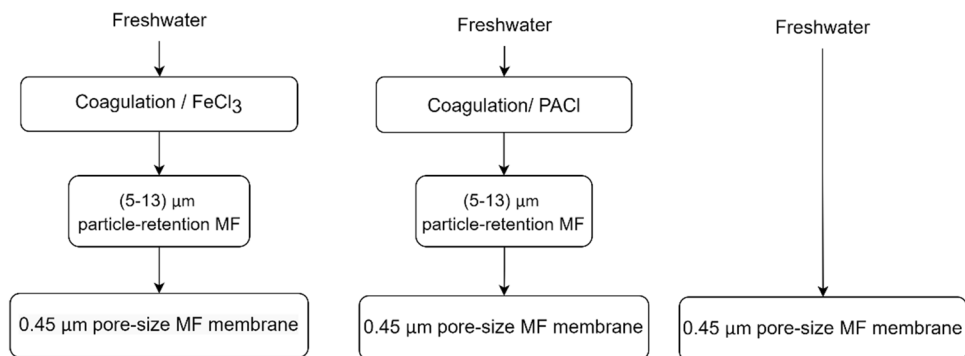 Freshwater
Coagulation / FeCl3
(5-13) μm
particle-retention MF
0.45 μm pore-size MF membrane
Freshwater
Coagulation/ PACl
(5-13) μm
particle-retention MF
0.45 μm pore-size MF membrane
Freshwater
0.45 μm pore-size MF membrane